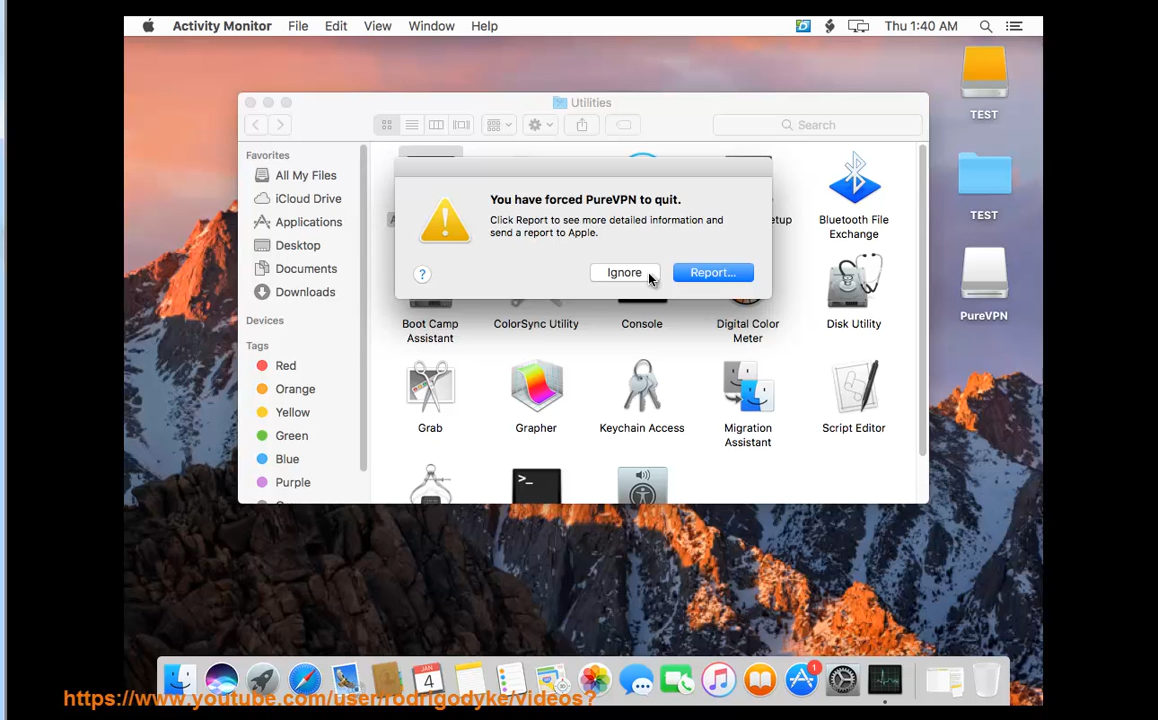 Activity Monitor File Edit View Window Help Thu 1:40 AM
Utilities
Search
Favorites
All My Files
iCloud Drive
Applications
Desktop
Documents
Downloads
Devices
Tags
Red
Orange
Yellow
Green
Blue
Purple
You have forced PureVPN to quit.
Click Report to see more detailed information and
send a report to Apple.
? Ignore Report...
Bluetooth File
Exchange
Boot Camp
Assistant
ColorSync Utility
Console
Digital Color
Meter
Disk Utility
Grab
Grapher
Keychain Access
Migration
Assistant
Script Editor
>_
TEST
TEST
PureVPN
JAN
4
1
https://www.youtube.com/user/rodrigodyke/videos?